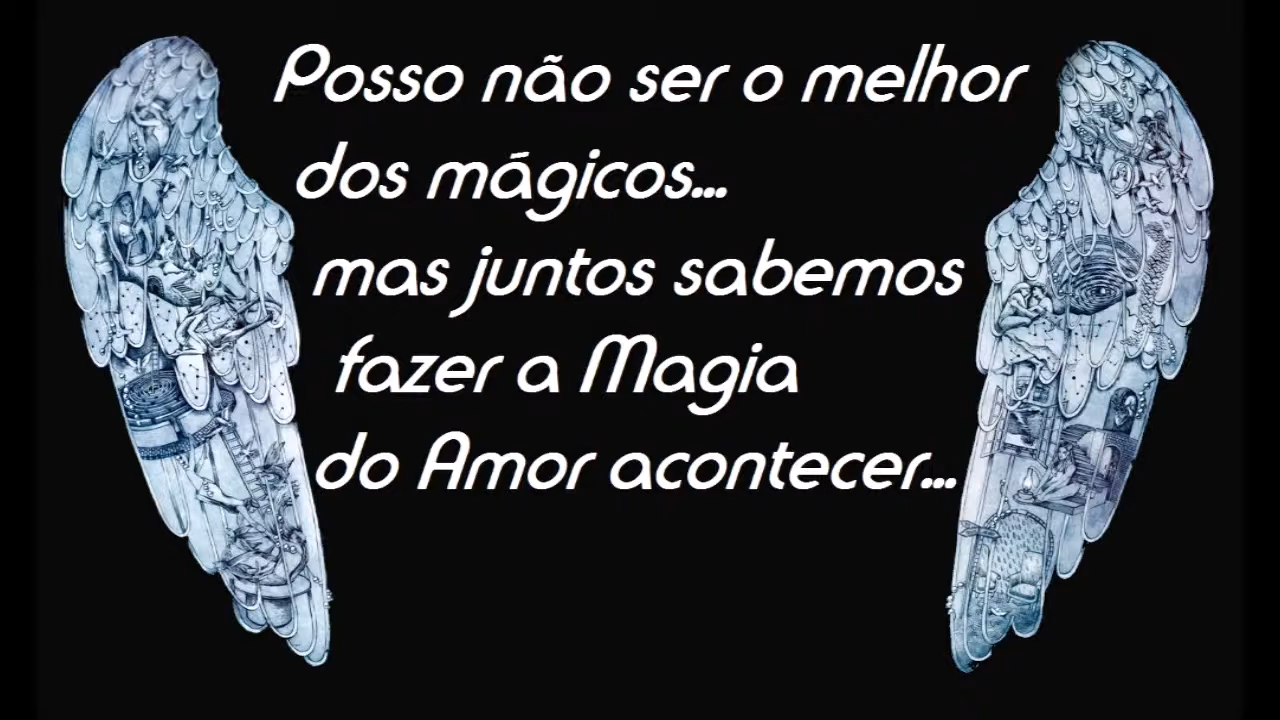 Posso não ser o melhor
dos mágicos...
mas juntos sabemos
fazer a Magia
do Amor acontecer...